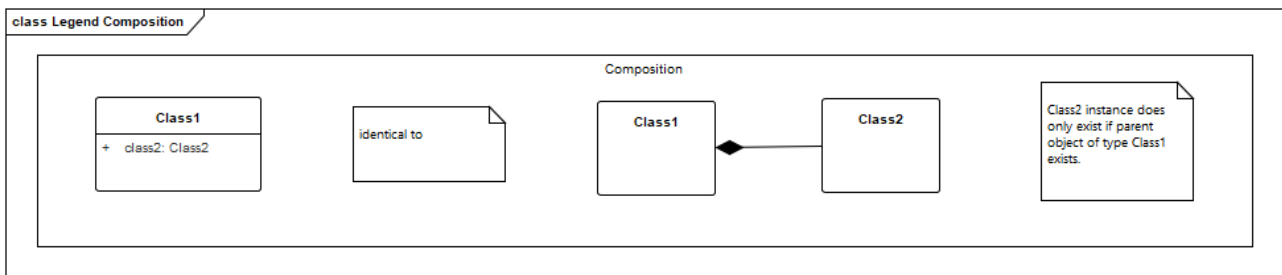 class Legend Composition
Composition
Class1
+ class2: Class2
identical to
Class1
Class2
Class2 instance does
only exist if parent
object of type Class1
exists.